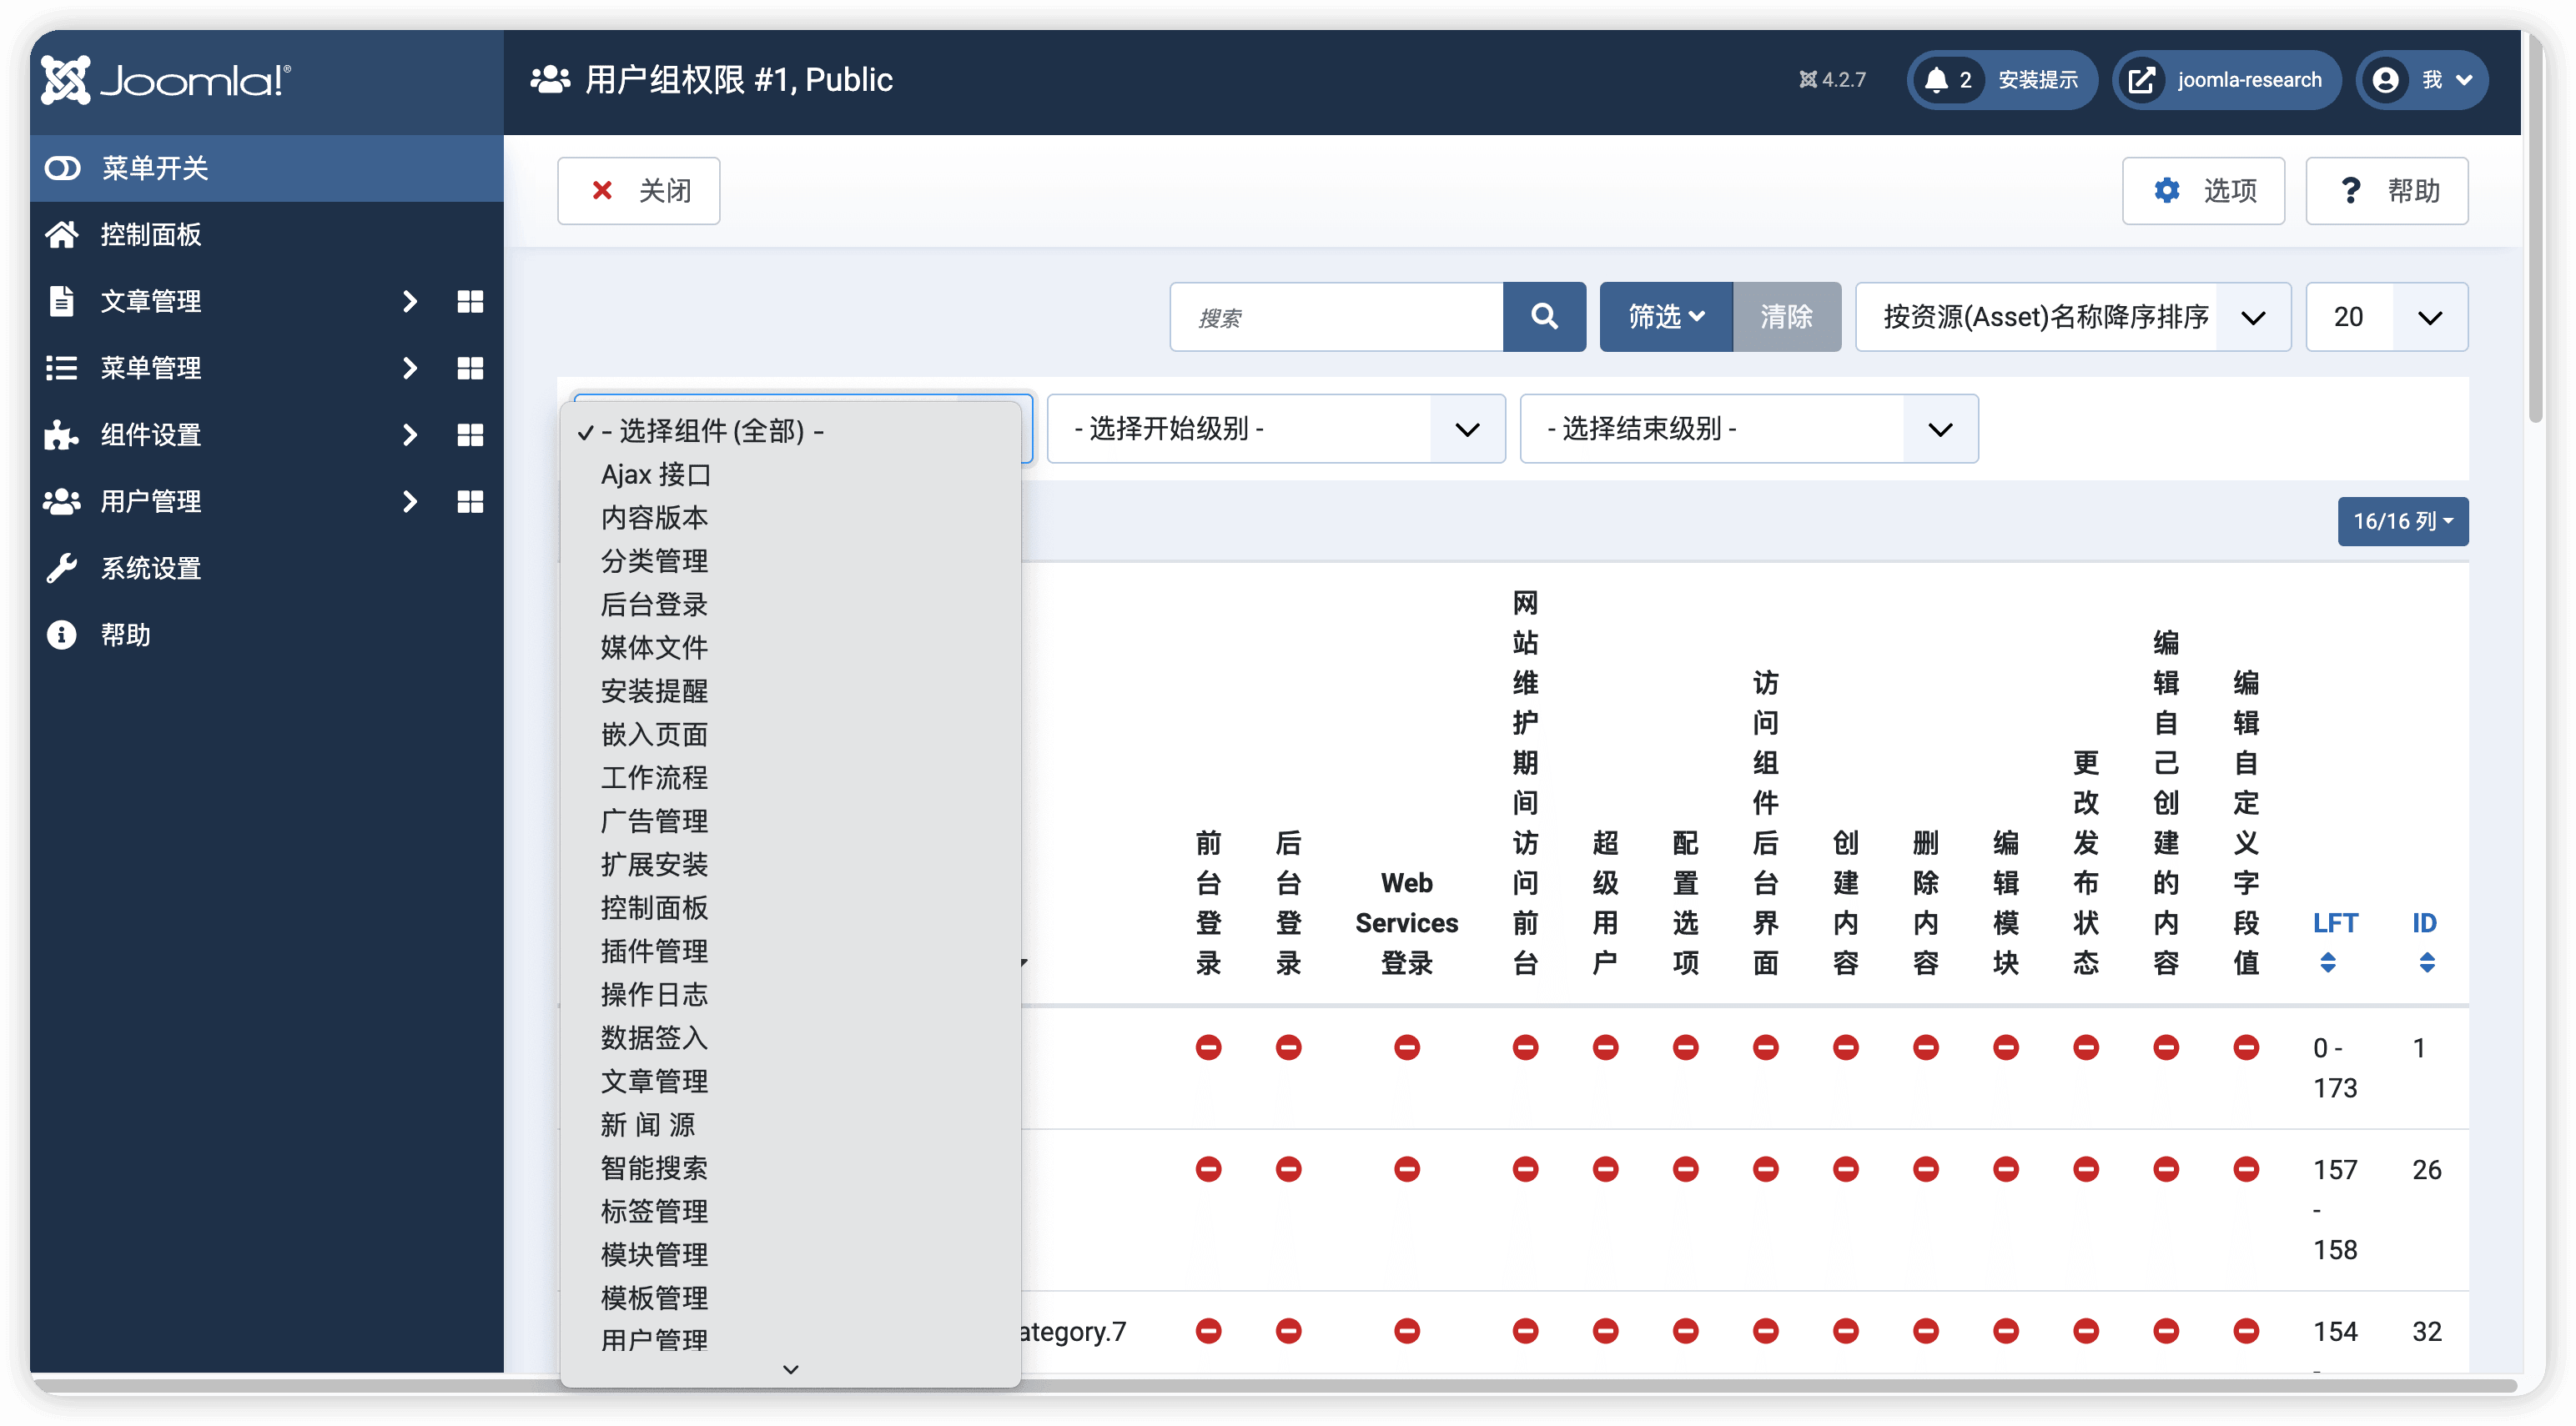 Joomla!®
用户组权限 #1, Public
4.2.7
2 安装提示
joomla-research
我
菜单开关
控制面板
文章管理
菜单管理
组件设置
用户管理
系统设置
帮助
关闭
选项
帮助
搜索
筛选
清除
按资源(Asset)名称降序排序
20
- 选择组件 (全部) -
Ajax 接口
内容版本
分类管理
后台登录
媒体文件
安装提醒
嵌入页面
工作流程
广告管理
扩展安装
控制面板
插件管理
操作日志
数据签入
文章管理
新 闻 源
智能搜索
标签管理
模块管理
模板管理
用户管理
- 选择开始级别 -
- 选择结束级别 -
16/16 列
前台登录
后台登录
Web Services 登录
网站维护期间访问前台
超级用户
配置选项
访问组件后台界面
创建内容
删除内容
编辑模块
更改发布状态
编辑自己创建的内容
编辑自定义字段值
LFT
ID
0 - 173
1
157 - 158
26
ategory.7
154 -
32